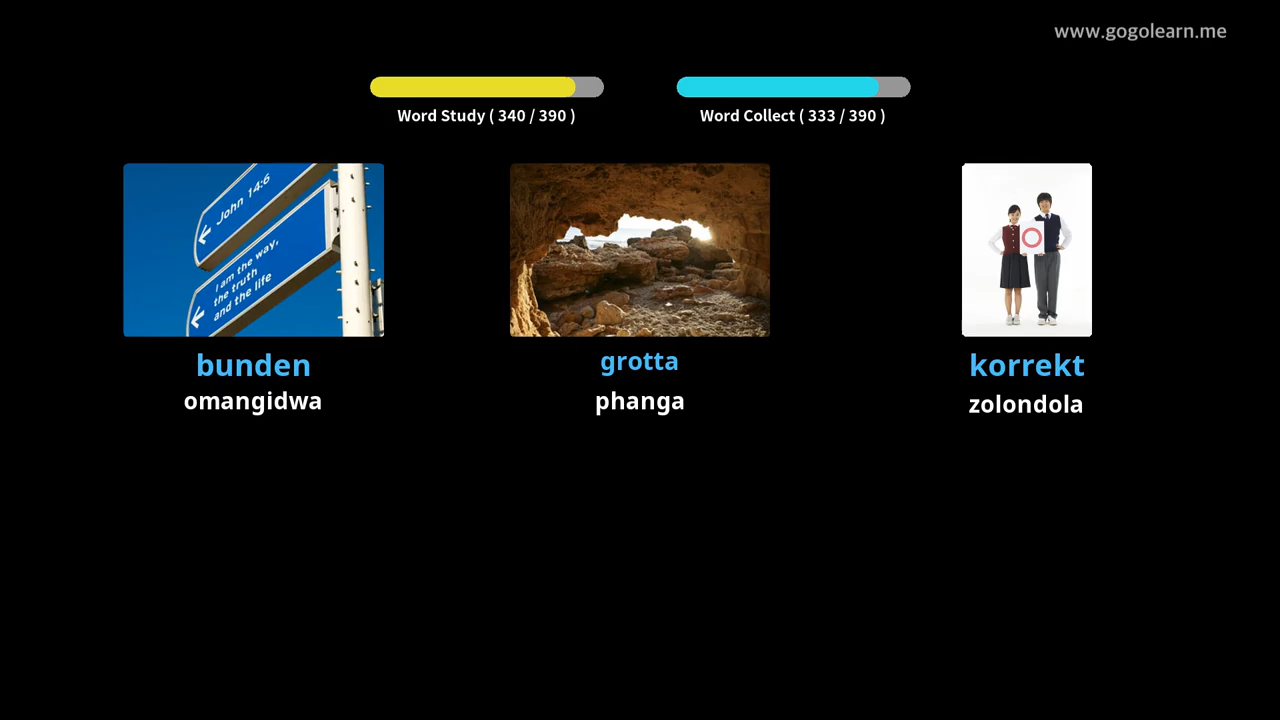 www.gogolearn.me
Word Study ( 340 / 390 )
Word Collect ( 333 / 390 )
John 14:6
I am the way,
the truth
and the life
bunden
omangidwa
grotta
phanga
korrekt
zolondola